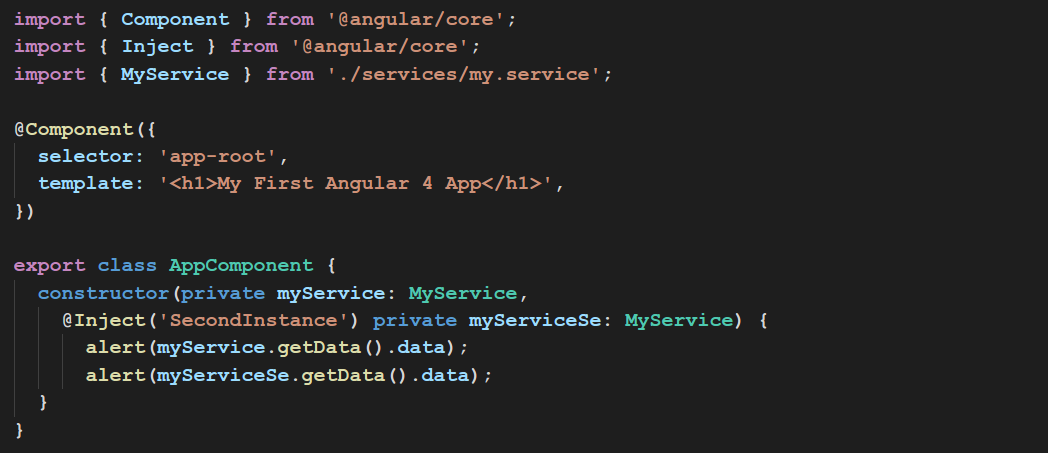 import { Component } from '@angular/core';
import { Inject } from '@angular/core';
import { MyService } from './services/my.service';

@Component({
  selector: 'app-root',
  template: '<h1>My First Angular 4 App</h1>',
})

export class AppComponent {
  constructor(private myService: MyService,
    @Inject('SecondInstance') private myServiceSe: MyService) {
      alert(myService.getData().data);
      alert(myServiceSe.getData().data);
  }
}